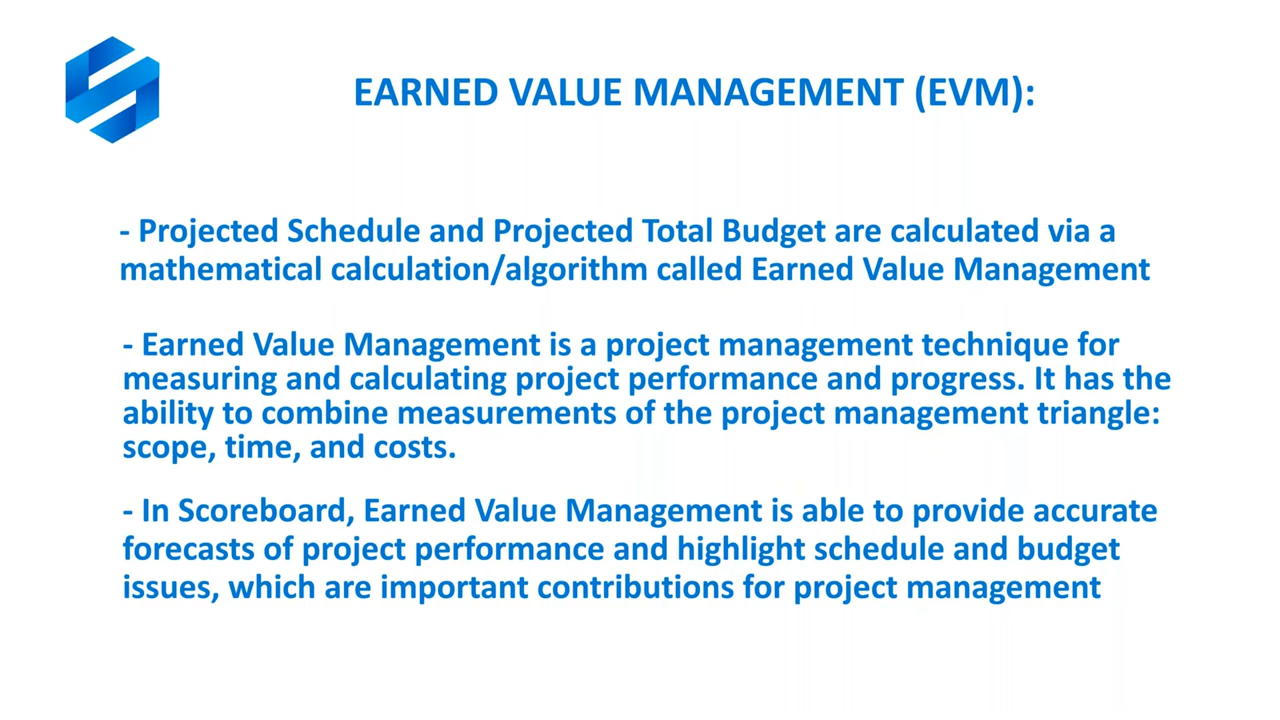 EARNED VALUE MANAGEMENT (EVM):
- Projected Schedule and Projected Total Budget are calculated via a
mathematical calculation/algorithm called Earned Value Management
- Earned Value Management is a project management technique for
measuring and calculating project performance and progress. It has the
ability to combine measurements of the project management triangle:
scope, time, and costs.
- In Scoreboard, Earned Value Management is able to provide accurate
forecasts of project performance and highlight schedule and budget
issues, which are important contributions for project management